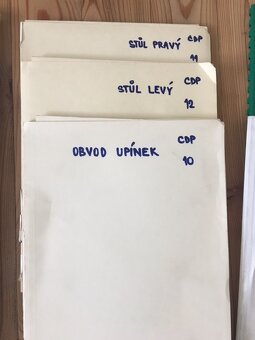 STŮL PRAVÝ CDP
11
STŮL LEVÝ CDP
12
OBVOD UPÍNEK CDP
10